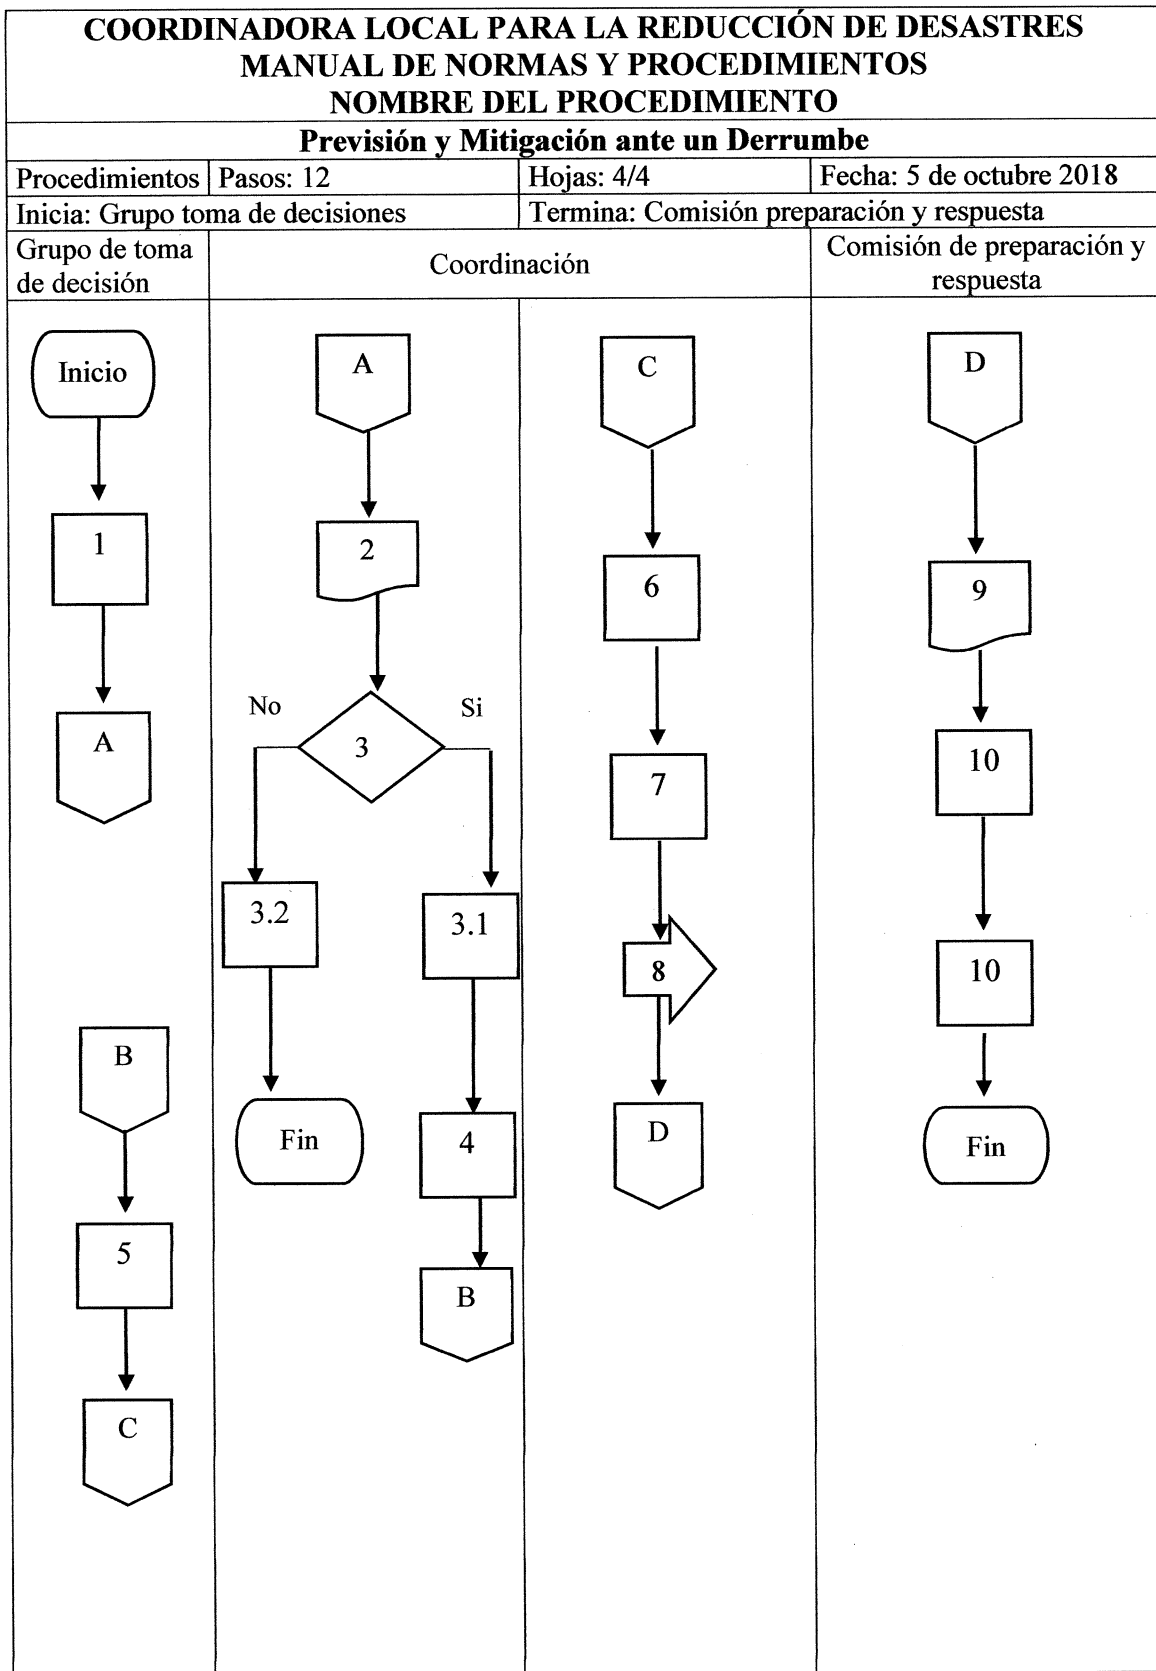 COORDINADORA LOCAL PARA LA REDUCCIÓN DE DESASTRES
MANUAL DE NORMAS Y PROCEDIMIENTOS
NOMBRE DEL PROCEDIMIENTO
Previsión y Mitigación ante un Derrumbe
Procedimientos Pasos: 12 Hojas: 4/4 Fecha: 5 de octubre 2018
Inicia: Grupo toma de decisiones Termina: Comisión preparación y respuesta
Grupo de toma
de decisión
Coordinación
Comisión de preparación y
respuesta
Inicio
1
A
B
5
C
A
2
No
Si
3
3.2
3.1
Fin
4
B
C
6
7
8
D
D
9
10
10
Fin